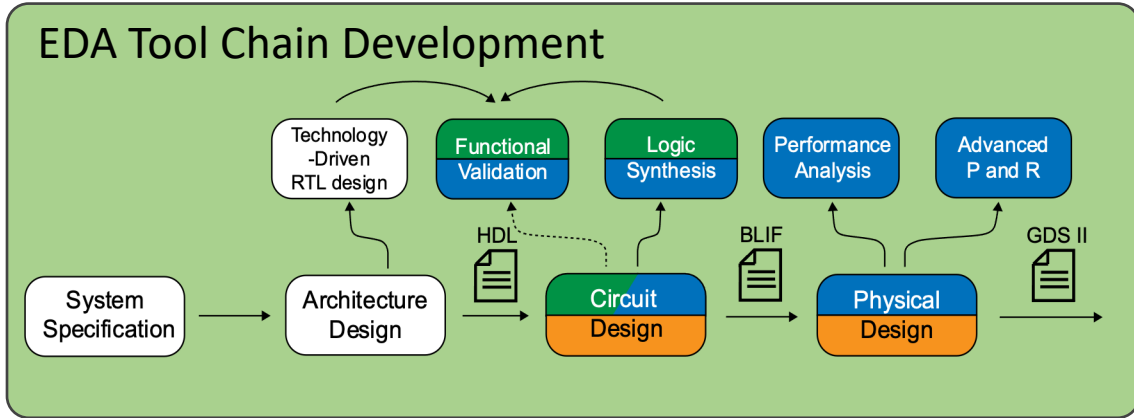 EDA Tool Chain Development
Technology
-Driven
RTL design
Functional
Validation
Logic
Synthesis
Performance
Analysis
Advanced
P and R
HDL
BLIF
GDS II
System
Specification
Architecture
Design
Circuit
Design
Physical
Design